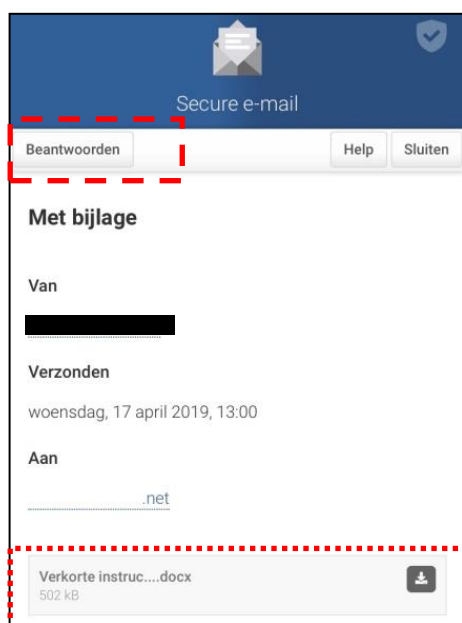 Secure e-mail
Beantwoorden
Help Sluiten
Met bijlage
Van
Verzonden
woensdag, 17 april 2019, 13:00
Aan
.net
Verkorte instruc....docx
502 kB